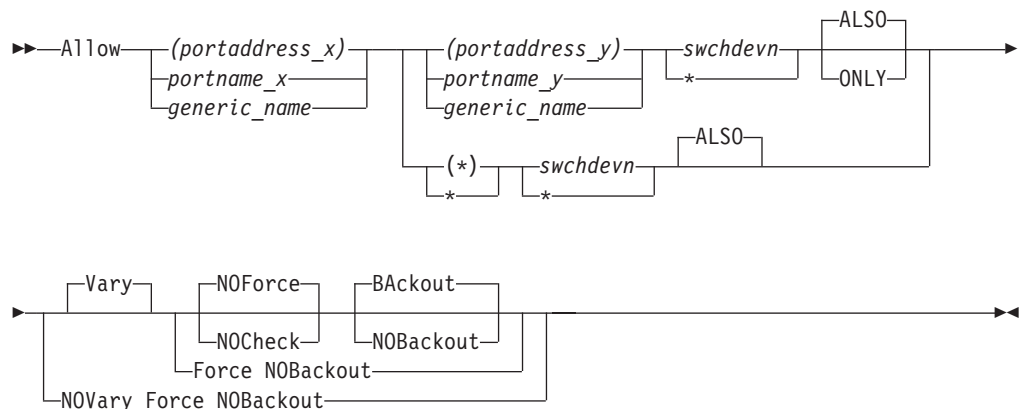 ALSO
Allow (portaddress_x) (portaddress_y) swchdevn
portname_x portname_y * ONLY
generic_name generic_name
ALSO
(*) swchdevn
* *
Vary NOForce BAckout
NOCheck NOBackout
Force NOBackout
NOVary Force NOBackout